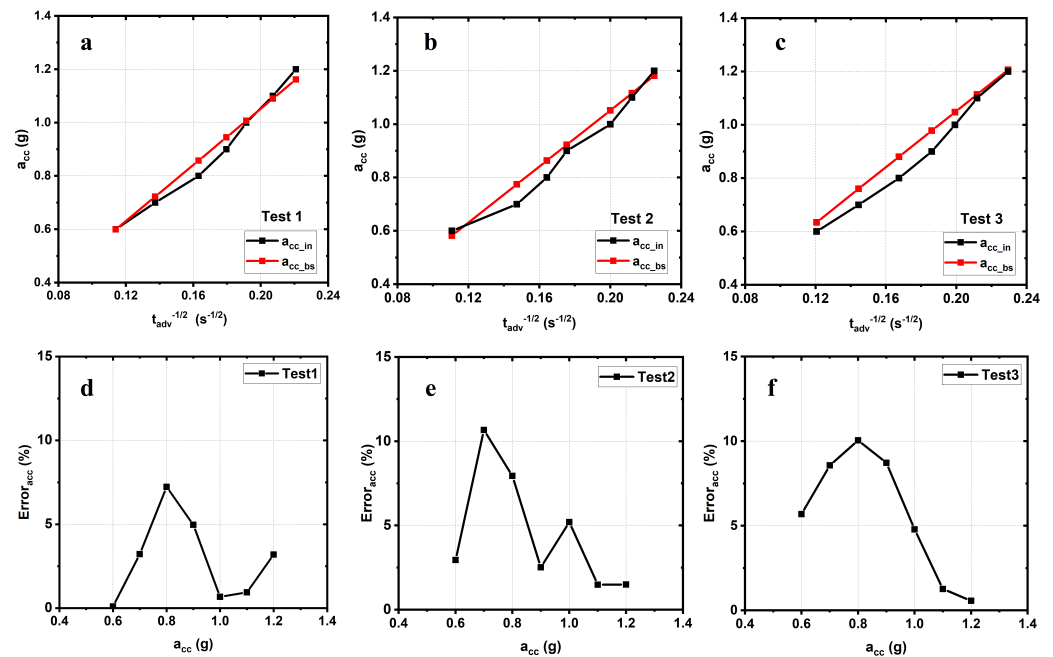 a
1.4
1.2
1.0
0.8
0.6
0.4
a_cc (g)
0.08 0.12 0.16 0.20 0.24
t_adv^-1/2 (s^-1/2)
Test 1
a_cc_in
a_cc_bs
b
1.4
1.2
1.0
0.8
0.6
0.4
a_cc (g)
0.08 0.12 0.16 0.20 0.24
t_adv^-1/2 (s^-1/2)
Test 2
a_cc_in
a_cc_bs
c
1.4
1.2
1.0
0.8
0.6
0.4
a_cc (g)
0.08 0.12 0.16 0.20 0.24
t_adv^-1/2 (s^-1/2)
Test 3
a_cc_in
a_cc_bs
d
15
10
5
0
Error_acc (%)
0.4 0.6 0.8 1.0 1.2 1.4
a_cc (g)
Test1
e
15
10
5
0
Error_acc (%)
0.4 0.6 0.8 1.0 1.2 1.4
a_cc (g)
Test2
f
15
10
5
0
Error_acc (%)
0.4 0.6 0.8 1.0 1.2 1.4
a_cc (g)
Test3